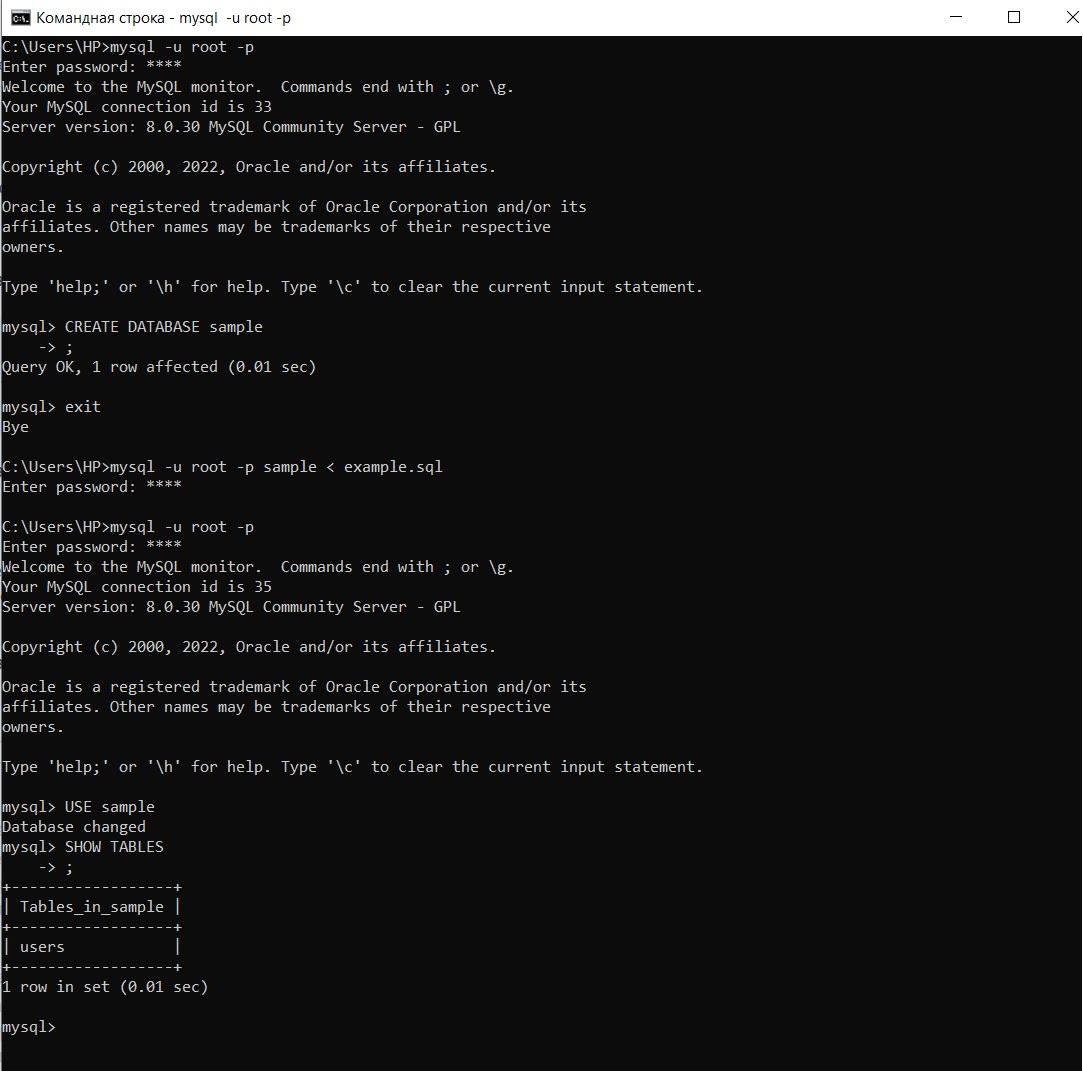 Командная строка - mysql  -u root -p
C:\Users\HP>mysql -u root -p
Enter password: ****
Welcome to the MySQL monitor.  Commands end with ; or \g.
Your MySQL connection id is 33
Server version: 8.0.30 MySQL Community Server - GPL
Copyright (c) 2000, 2022, Oracle and/or its affiliates.
Oracle is a registered trademark of Oracle Corporation and/or its
affiliates. Other names may be trademarks of their respective
owners.
Type 'help;' or '\h' for help. Type '\c' to clear the current input statement.
mysql> CREATE DATABASE sample
    -> ;
Query OK, 1 row affected (0.01 sec)
mysql> exit
Bye
C:\Users\HP>mysql -u root -p sample < example.sql
Enter password: ****
C:\Users\HP>mysql -u root -p
Enter password: ****
Welcome to the MySQL monitor.  Commands end with ; or \g.
Your MySQL connection id is 35
Server version: 8.0.30 MySQL Community Server - GPL
Copyright (c) 2000, 2022, Oracle and/or its affiliates.
Oracle is a registered trademark of Oracle Corporation and/or its
affiliates. Other names may be trademarks of their respective
owners.
Type 'help;' or '\h' for help. Type '\c' to clear the current input statement.
mysql> USE sample
Database changed
mysql> SHOW TABLES
    -> ;
+------------------+
| Tables_in_sample |
+------------------+
| users            |
+------------------+
1 row in set (0.01 sec)
mysql>